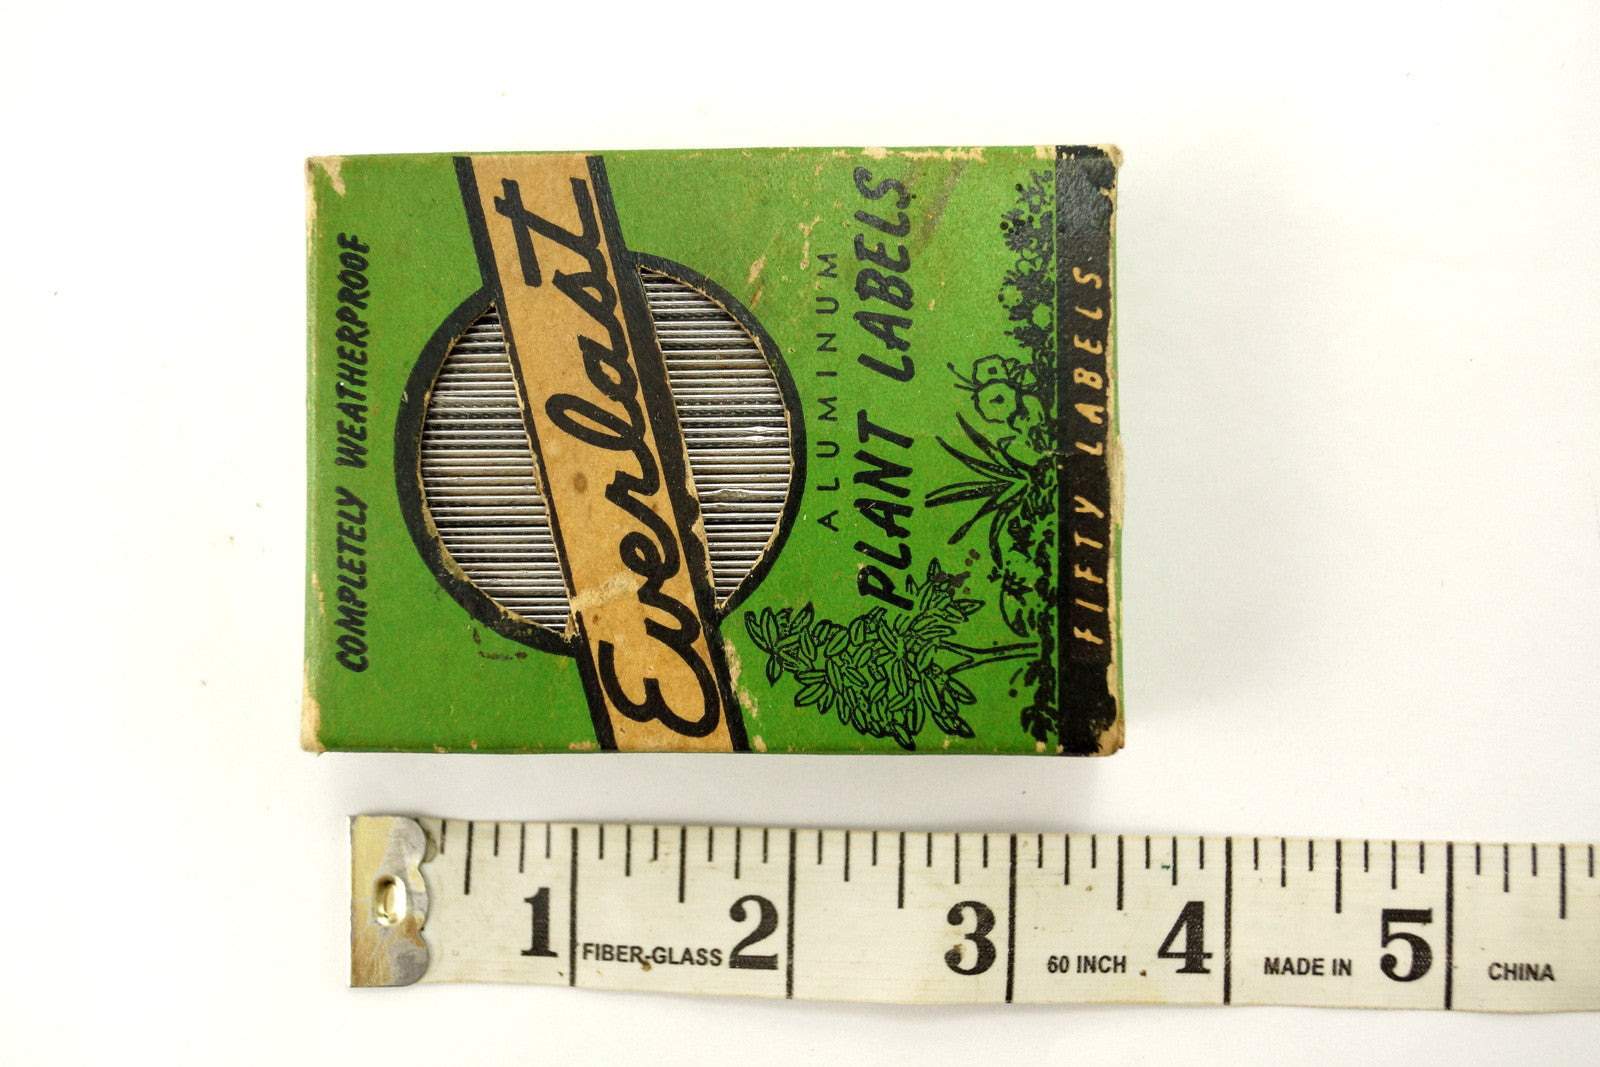 COMPLETELY WEATHERPROOF
Everlast
ALUMINUM
PLANT LABELS
FIFTY LABELS
1 2 3 4 5
FIBER-GLASS 60 INCH MADE IN CHINA